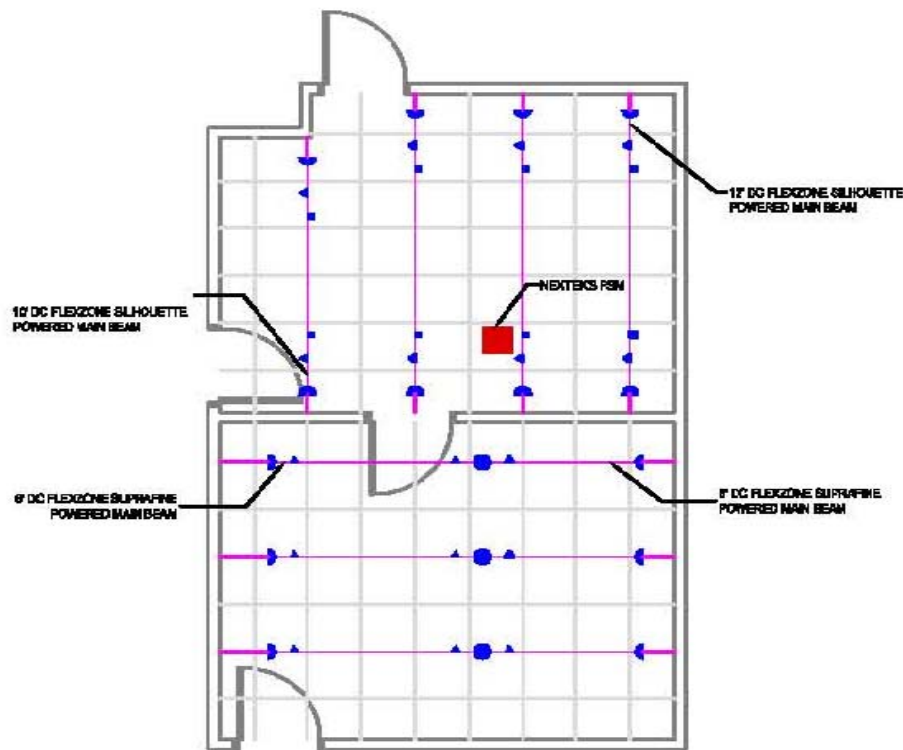 12' DC FLEXZONE SILHOUETTE
POWERED MAIN BEAM
NEXTEK'S PSM
10' DC FLEXZONE SILHOUETTE
POWERED MAIN BEAM
6' DC FLEXZONE SUPRAFINE
POWERED MAIN BEAM
8' DC FLEXZONE SUPRAFINE
POWERED MAIN BEAM